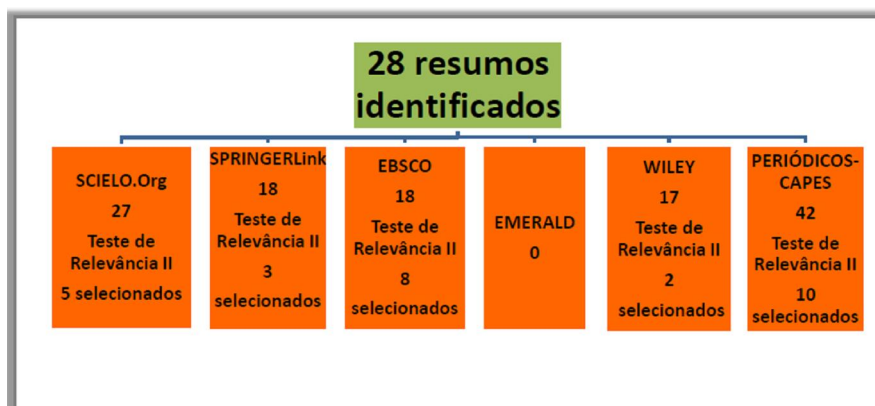 28 resumos
identificados
SCIELO.Org
27
Teste de
Relevância II
5 selecionados
SPRINGERLink
18
Teste de
Relevância II
3
selecionados
EBSCO
18
Teste de
Relevância II
8
selecionados
EMERALD
0
WILEY
17
Teste de
Relevância II
2
selecionados
PERIÓDICOS-
CAPES
42
Teste de
Relevância II
10
selecionados